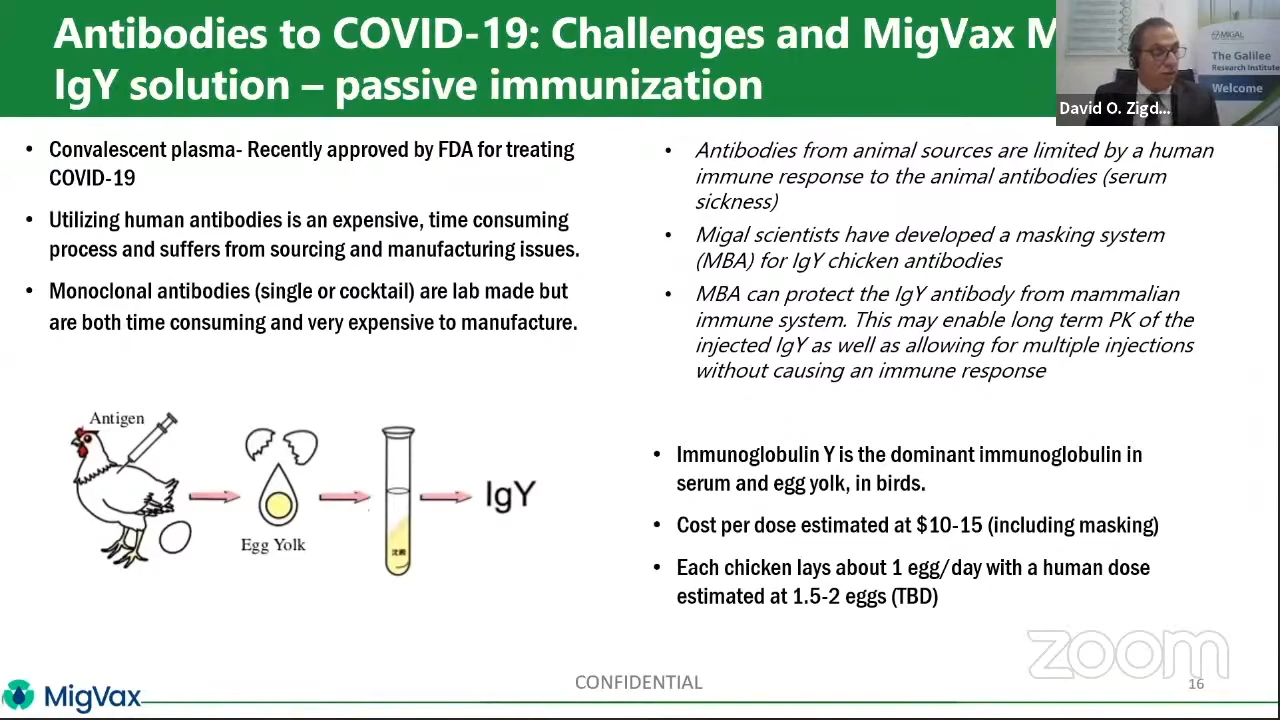 Antibodies to COVID-19: Challenges and MigVax M
IgY solution – passive immunization
MIGAL
The Galilee
Research Institute
Welcome
David O. Zigd...
• Convalescent plasma- Recently approved by FDA for treating
COVID-19
• Utilizing human antibodies is an expensive, time consuming
process and suffers from sourcing and manufacturing issues.
• Monoclonal antibodies (single or cocktail) are lab made but
are both time consuming and very expensive to manufacture.
• Antibodies from animal sources are limited by a human
immune response to the animal antibodies (serum
sickness)
• Migal scientists have developed a masking system
(MBA) for IgY chicken antibodies
• MBA can protect the IgY antibody from mammalian
immune system. This may enable long term PK of the
injected IgY as well as allowing for multiple injections
without causing an immune response
Antigen
Egg Yolk
IgY
• Immunoglobulin Y is the dominant immunoglobulin in
serum and egg yolk, in birds.
• Cost per dose estimated at $10-15 (including masking)
• Each chicken lays about 1 egg/day with a human dose
estimated at 1.5-2 eggs (TBD)
zoom
MigVax
CONFIDENTIAL
16